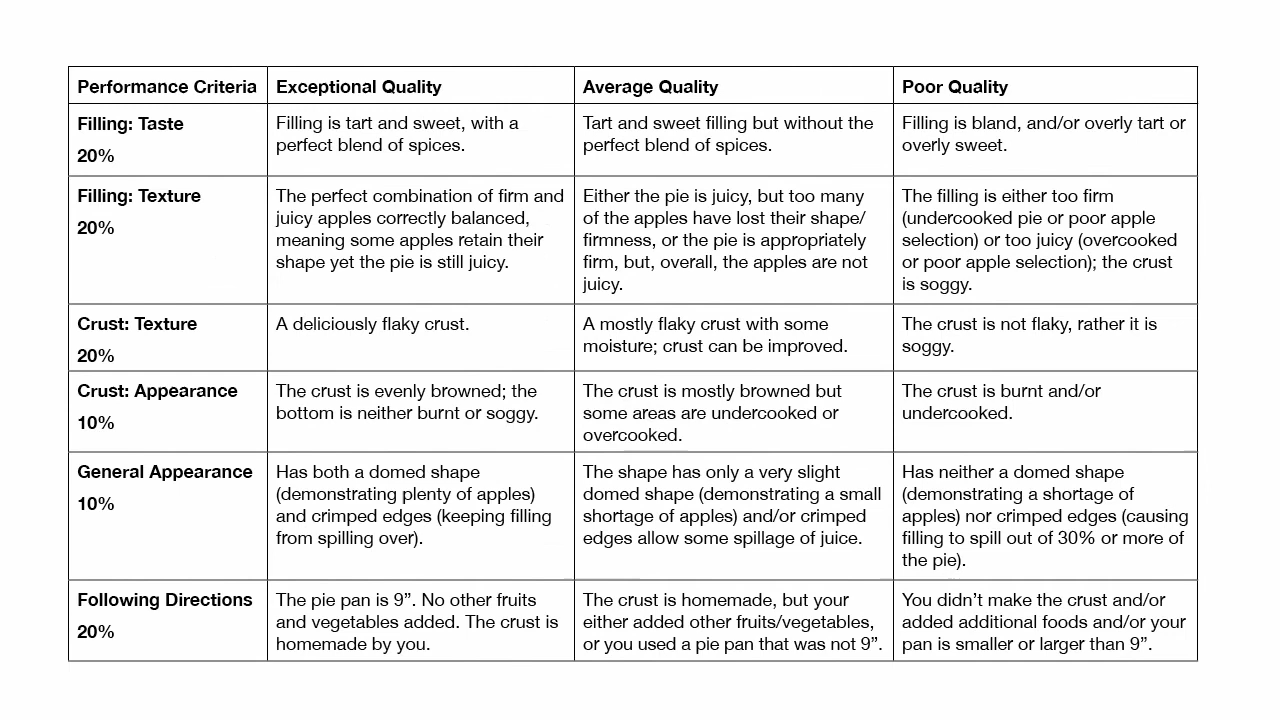 Performance Criteria
Exceptional Quality
Average Quality
Poor Quality
Filling: Taste
20%
Filling is tart and sweet, with a
perfect blend of spices.
Tart and sweet filling but without the
perfect blend of spices.
Filling is bland, and/or overly tart or
overly sweet.
Filling: Texture
20%
The perfect combination of firm and
juicy apples correctly balanced,
meaning some apples retain their
shape yet the pie is still juicy.
Either the pie is juicy, but too many
of the apples have lost their shape/
firmness, or the pie is appropriately
firm, but, overall, the apples are not
juicy.
The filling is either too firm
(undercooked pie or poor apple
selection) or too juicy (overcooked
or poor apple selection); the crust
is soggy.
Crust: Texture
20%
A deliciously flaky crust.
A mostly flaky crust with some
moisture; crust can be improved.
The crust is not flaky, rather it is
soggy.
Crust: Appearance
10%
The crust is evenly browned; the
bottom is neither burnt or soggy.
The crust is mostly browned but
some areas are undercooked or
overcooked.
The crust is burnt and/or
undercooked.
General Appearance
10%
Has both a domed shape
(demonstrating plenty of apples)
and crimped edges (keeping filling
from spilling over).
The shape has only a very slight
domed shape (demonstrating a small
shortage of apples) and/or crimped
edges allow some spillage of juice.
Has neither a domed shape
(demonstrating a shortage of
apples) nor crimped edges (causing
filling to spill out of 30% or more of
the pie).
Following Directions
20%
The pie pan is 9”. No other fruits
and vegetables added. The crust is
homemade by you.
The crust is homemade, but your
either added other fruits/vegetables,
or you used a pie pan that was not 9”.
You didn’t make the crust and/or
added additional foods and/or your
pan is smaller or larger than 9”.